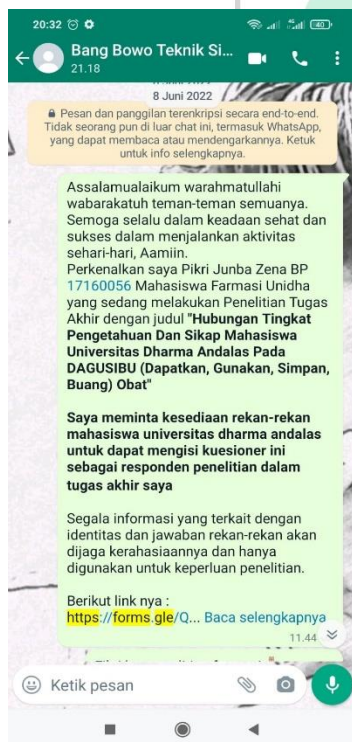 20:32
40
Bang Bowo Teknik Si...
21.18
8 Juni 2022
Pesan dan panggilan terenkripsi secara end-to-end.
Tidak seorang pun di luar chat ini, termasuk WhatsApp,
yang dapat membaca atau mendengarkannya. Ketuk
untuk info selengkapnya.
Assalamualaikum warahmatullahi
wabarakatuh teman-teman semuanya.
Semoga selalu dalam keadaan sehat dan
sukses dalam menjalankan aktivitas
sehari-hari, Aamiin.
Perkenalkan saya Pikri Junba Zena BP
17160056 Mahasiswa Farmasi Unidha
yang sedang melakukan Penelitian Tugas
Akhir dengan judul "Hubungan Tingkat
Pengetahuan Dan Sikap Mahasiswa
Universitas Dharma Andalas Pada
DAGUSIBU (Dapatkan, Gunakan, Simpan,
Buang) Obat"
Saya meminta kesediaan rekan-rekan
mahasiswa universitas dharma andalas
untuk dapat mengisi kuesioner ini
sebagai responden penelitian dalam
tugas akhir saya
Segala informasi yang terkait dengan
identitas dan jawaban rekan-rekan akan
dijaga kerahasiaannya dan hanya
digunakan untuk keperluan penelitian.
Berikut link nya :
https://forms.gle/Q... Baca selengkapnya
11.44
Ketik pesan